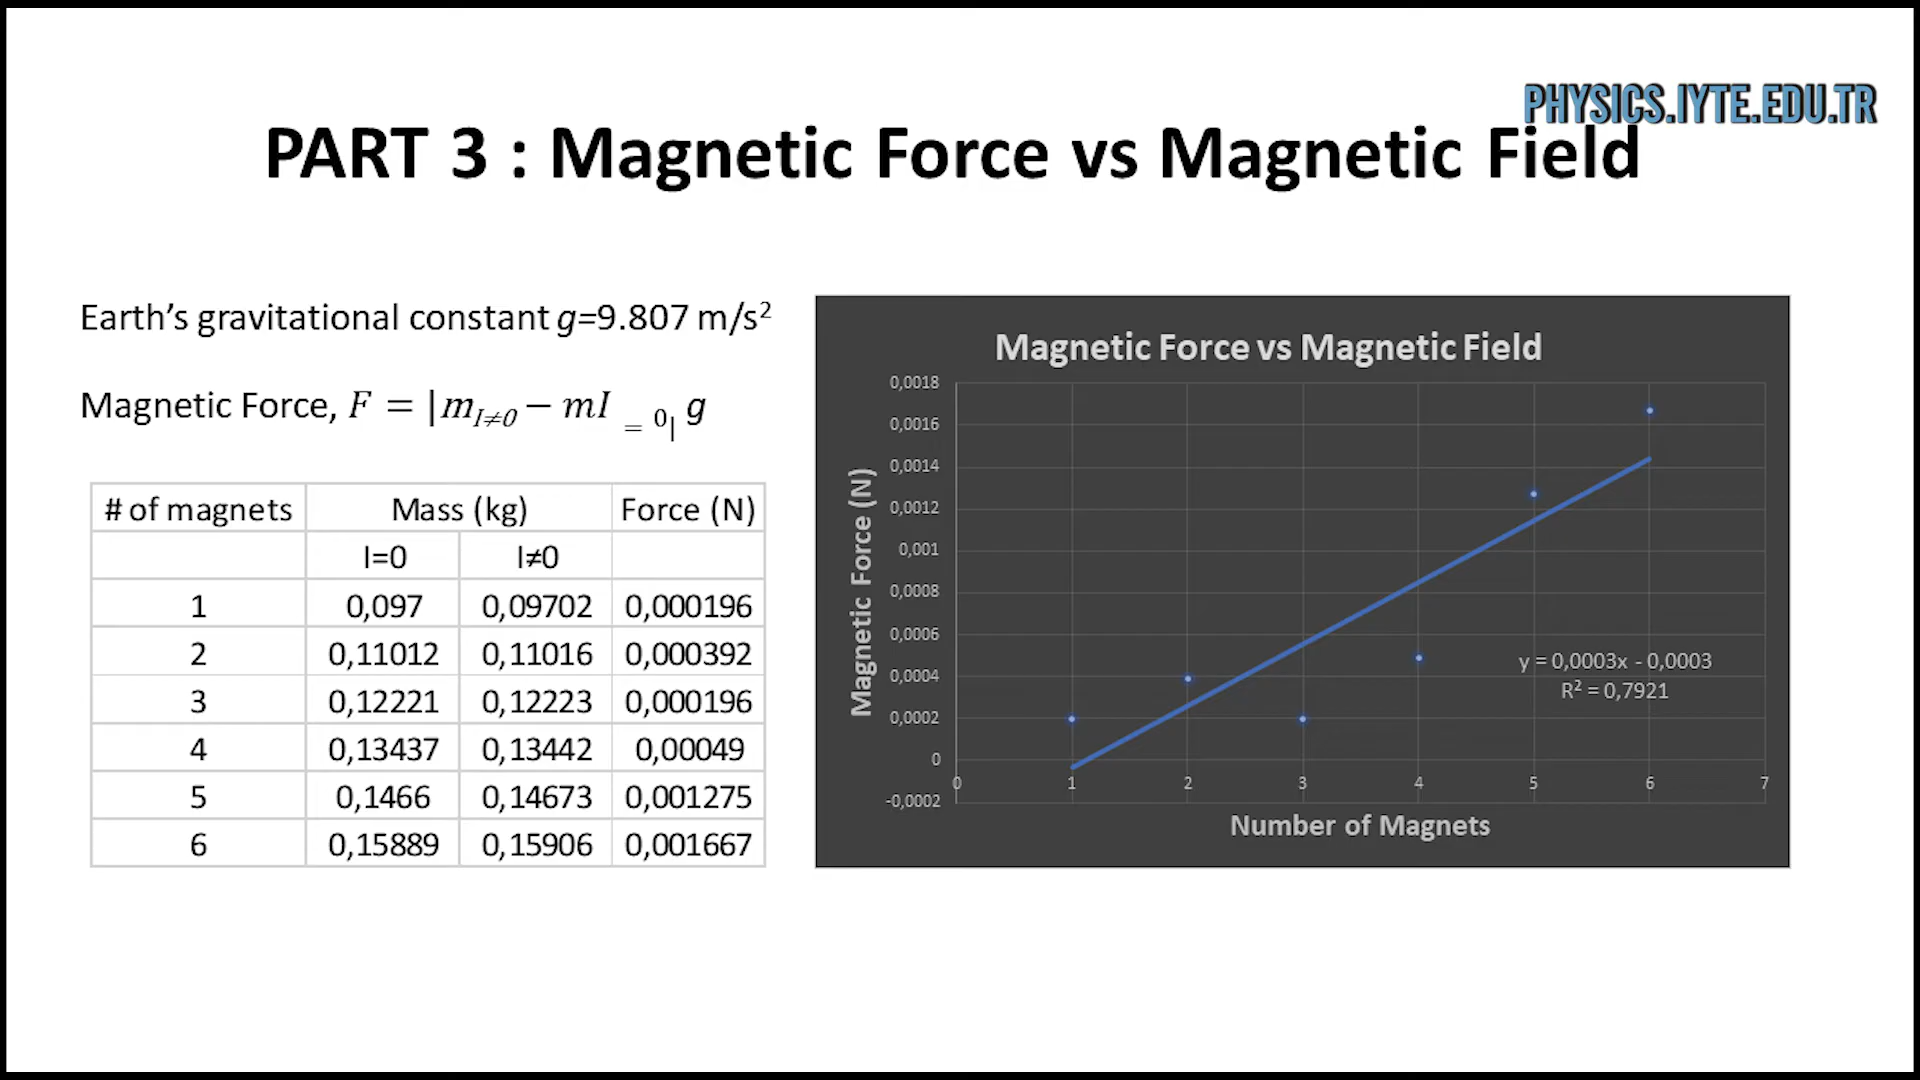 PHYSICS.IYTE.EDU.TR
PART 3 : Magnetic Force vs Magnetic Field
Earth's gravitational constant g=9.807 m/s²
Magnetic Force, F = |m_I≠0 − mI _= 0| g
# of magnets Mass (kg) Force (N)
I=0 I≠0
1 0,097 0,09702 0,000196
2 0,11012 0,11016 0,000392
3 0,12221 0,12223 0,000196
4 0,13437 0,13442 0,00049
5 0,1466 0,14673 0,001275
6 0,15889 0,15906 0,001667
Magnetic Force vs Magnetic Field
Magnetic Force (N)
0,0018
0,0016
0,0014
0,0012
0,001
0,0008
0,0006
0,0004
0,0002
0
-0,0002
y = 0,0003x - 0,0003
R² = 0,7921
0 1 2 3 4 5 6 7
Number of Magnets